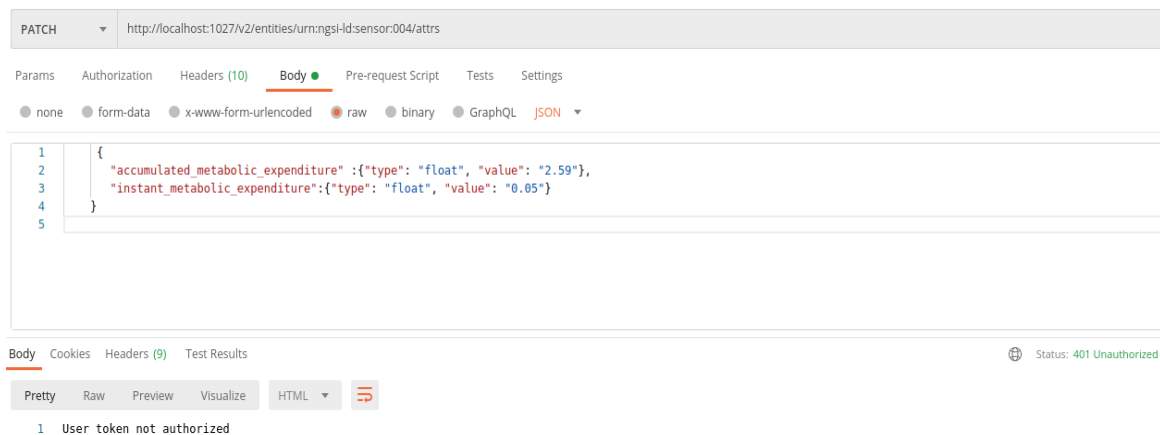 PATCH http://localhost:1027/v2/entities/urn:ngsi-ld:sensor:004/attrs
Params Authorization Headers (10) Body Pre-request Script Tests Settings
none form-data x-www-form-urlencoded raw binary GraphQL JSON
1 {
2 "accumulated_metabolic_expenditure" :{"type": "float", "value": "2.59"},
3 "instant_metabolic_expenditure":{"type": "float", "value": "0.05"}
4 }
5
Body Cookies Headers (9) Test Results Status: 401 Unauthorized
Pretty Raw Preview Visualize HTML
1 User token not authorized